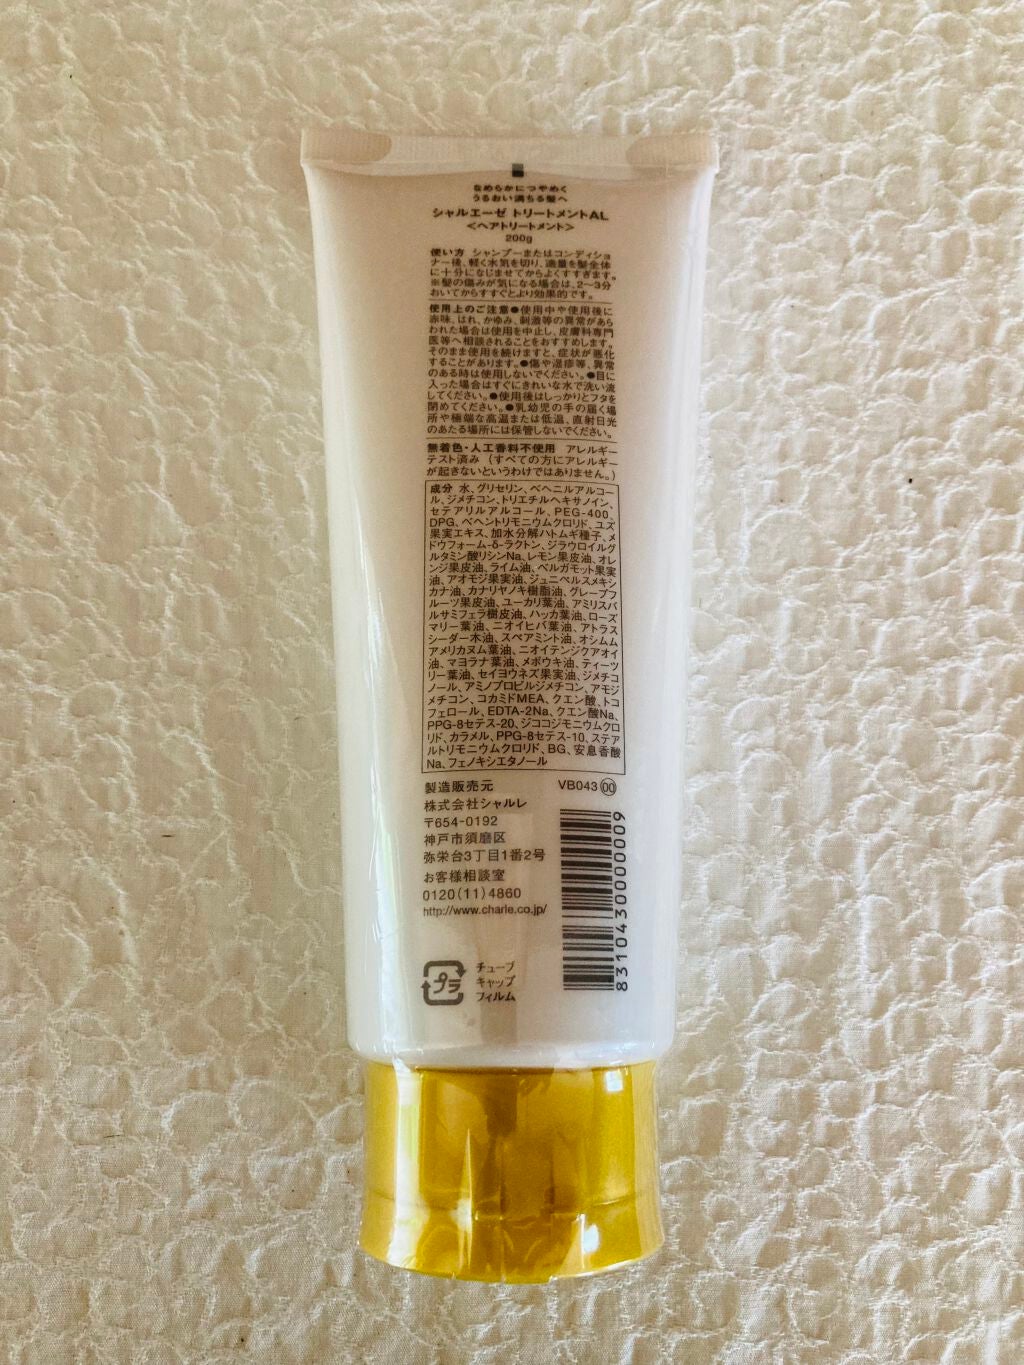 なめらかにつやめく
うるおい満ちる髪へ
シャルエーゼ トリートメントAL
<ヘアトリートメント>
200g
使い方 シャンプーまたはコンディショ
ナー後、軽く水気を切り、適量を髪全体
に十分になじませてからよくすすぎます。
※髪の傷みが気になる場合は、2〜3分
おいてからすすぐとより効果的です。
使用上のご注意●使用中や使用後に
赤味、はれ、かゆみ、刺激等の異常があら
われた場合は使用を中止し、皮膚科専門
医等へ相談されることをおすすめします。
そのまま使用を続けますと、症状が悪化
することがあります。●傷や湿疹等、異常
のある時は使用しないでください。●目に
入った場合はすぐにきれいな水で洗い流
してください。●使用後はしっかりとフタを
閉めてください。●乳幼児の手の届く場
所や極端な高温または低温、直射日光
のあたる場所には保管しないでください。
無着色・人工香料不使用 アレルギー
テスト済み (すべての方にアレルギー
が起きないというわけではありません。)
成分 水、グリセリン、ベヘニルアルコー
ル、ジメチコン、トリエチルヘキサノイン、
セテアリルアルコール、PEG-400、
DPG、ベヘントリモニウムクロリド、ユズ
果実エキス、加水分解ハトムギ種子、メ
ドウフォーム-δ-ラクトン、ジラウロイルグ
ルタミン酸リシンNa、レモン果皮油、オレ
ンジ果皮油、ライム油、ベルガモット果実
油、アオモジ果実油、ジュニペルスメキシ
カナ油、カナリヤノキ樹脂油、グレープフ
ルーツ果皮油、ユーカリ葉油、アミリスバ
ルサミフェラ樹皮油、ハッカ葉油、ローズ
マリー葉油、ニオイヒバ葉油、アトラス
シーダー木油、スペアミント油、オシムム
アメリカヌム葉油、ニオイテンジクアオイ
油、マヨラナ葉油、メボウキ油、ティーツ
リー葉油、セイヨウネズ果実油、ジメチコ
ノール、アミノプロピルジメチコン、アモジ
メチコン、コカミドMEA、クエン酸、トコ
フェロール、EDTA-2Na、クエン酸Na、
PPG-8セテス-20、ジココジモニウムクロ
リド、カラメル、PPG-8セテス-10、ステア
ルトリモニウムクロリド、BG、安息香酸
Na、フェノキシエタノール
製造販売元 VB043 00
株式会社シャルレ
〒654-0192
神戸市須磨区
弥栄台3丁目1番2号
お客様相談室
0120(11)4860
http://www.charle.co.jp/
8310430000009
プラ
チューブ
キャップ
フィルム